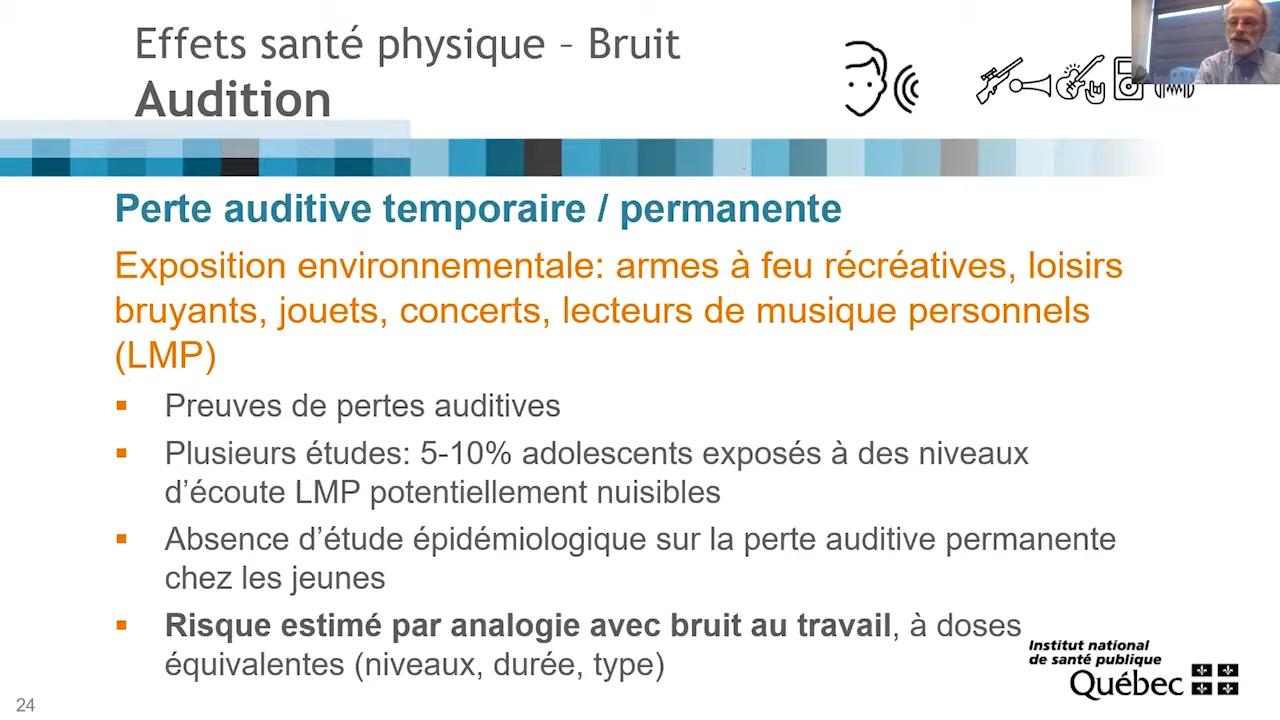 Effets santé physique – Bruit
Audition
Perte auditive temporaire / permanente
Exposition environnementale: armes à feu récréatives, loisirs
bruyants, jouets, concerts, lecteurs de musique personnels
(LMP)
▪ Preuves de pertes auditives
▪ Plusieurs études: 5-10% adolescents exposés à des niveaux
d’écoute LMP potentiellement nuisibles
▪ Absence d’étude épidémiologique sur la perte auditive permanente
chez les jeunes
▪ Risque estimé par analogie avec bruit au travail, à doses
équivalentes (niveaux, durée, type)
Institut national
de santé publique
Québec
24